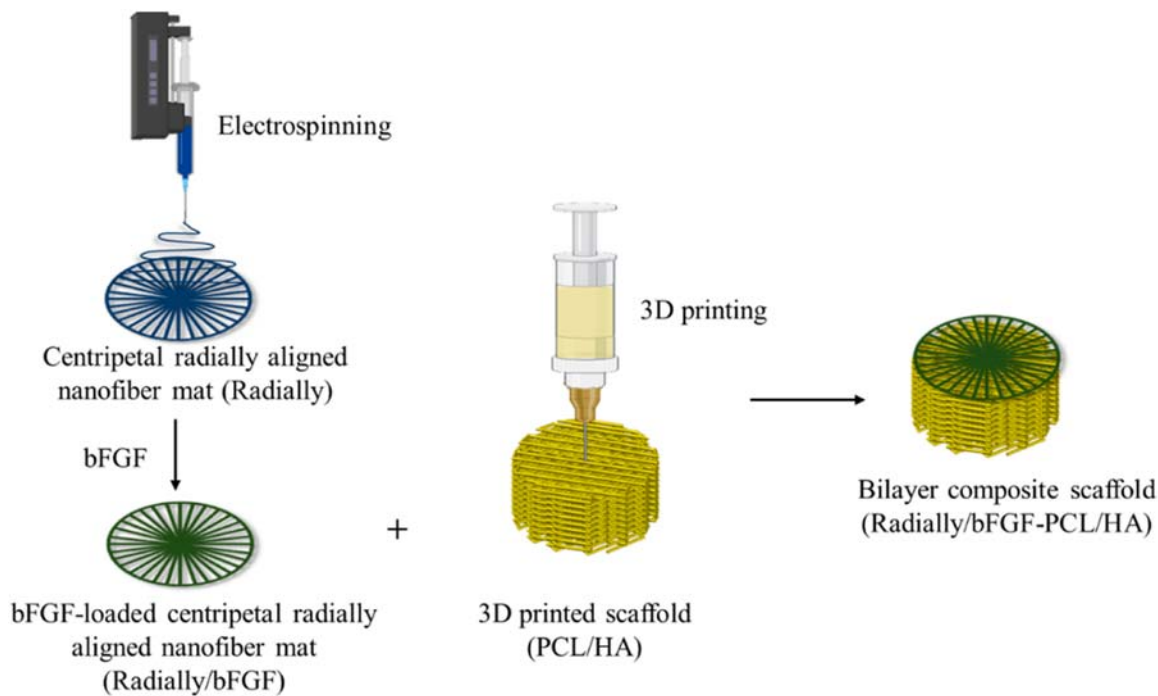 Electrospinning
Centripetal radially aligned
nanofiber mat (Radially)
bFGF
bFGF-loaded centripetal radially
aligned nanofiber mat
(Radially/bFGF)
+
3D printing
3D printed scaffold
(PCL/HA)
Bilayer composite scaffold
(Radially/bFGF-PCL/HA)